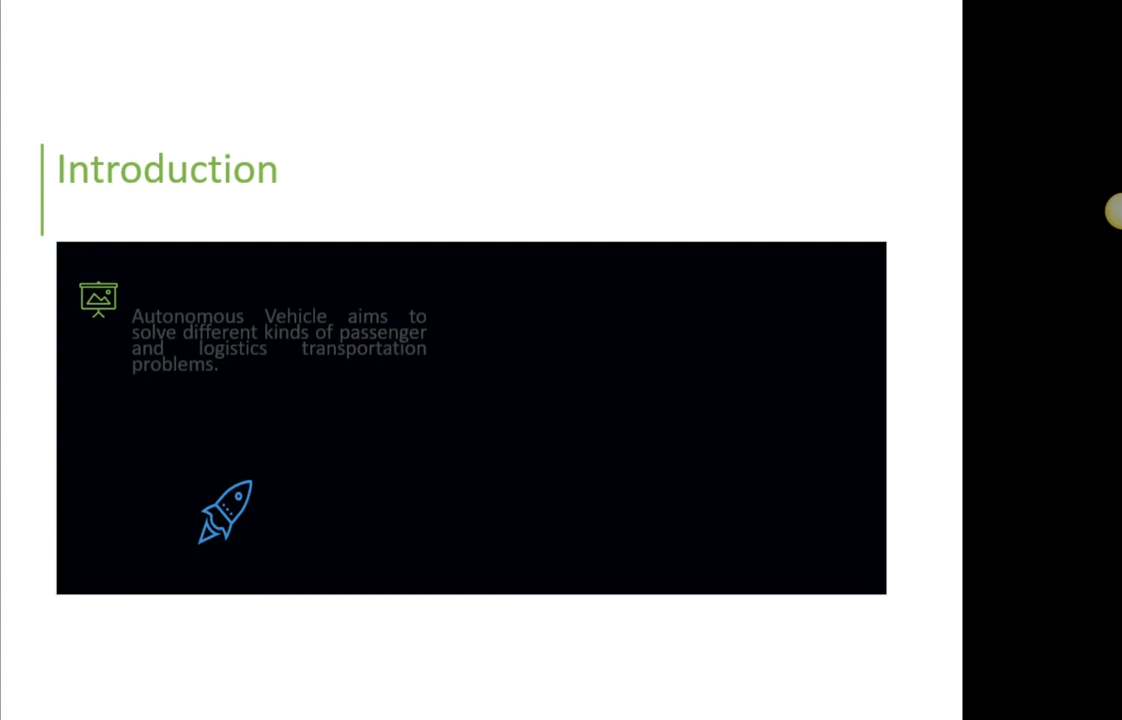 Introduction
Autonomous Vehicle aims to
solve different kinds of passenger
and logistics transportation
problems.